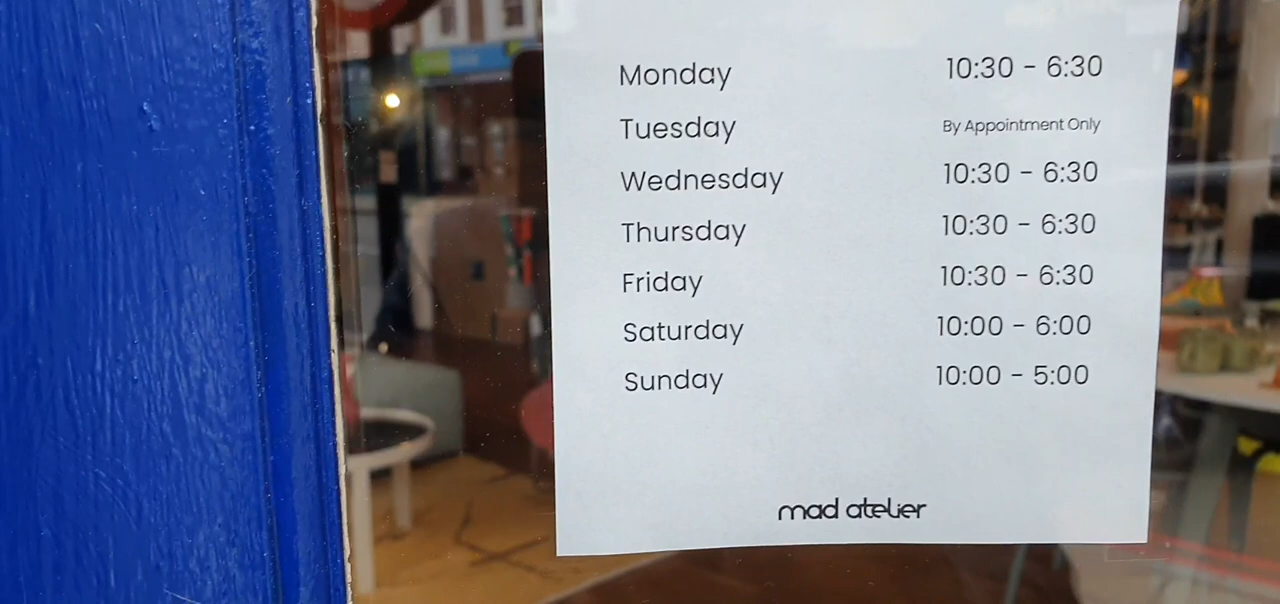 Monday 10:30 - 6:30
Tuesday By Appointment Only
Wednesday 10:30 - 6:30
Thursday 10:30 - 6:30
Friday 10:30 - 6:30
Saturday 10:00 - 6:00
Sunday 10:00 - 5:00
mad atelier